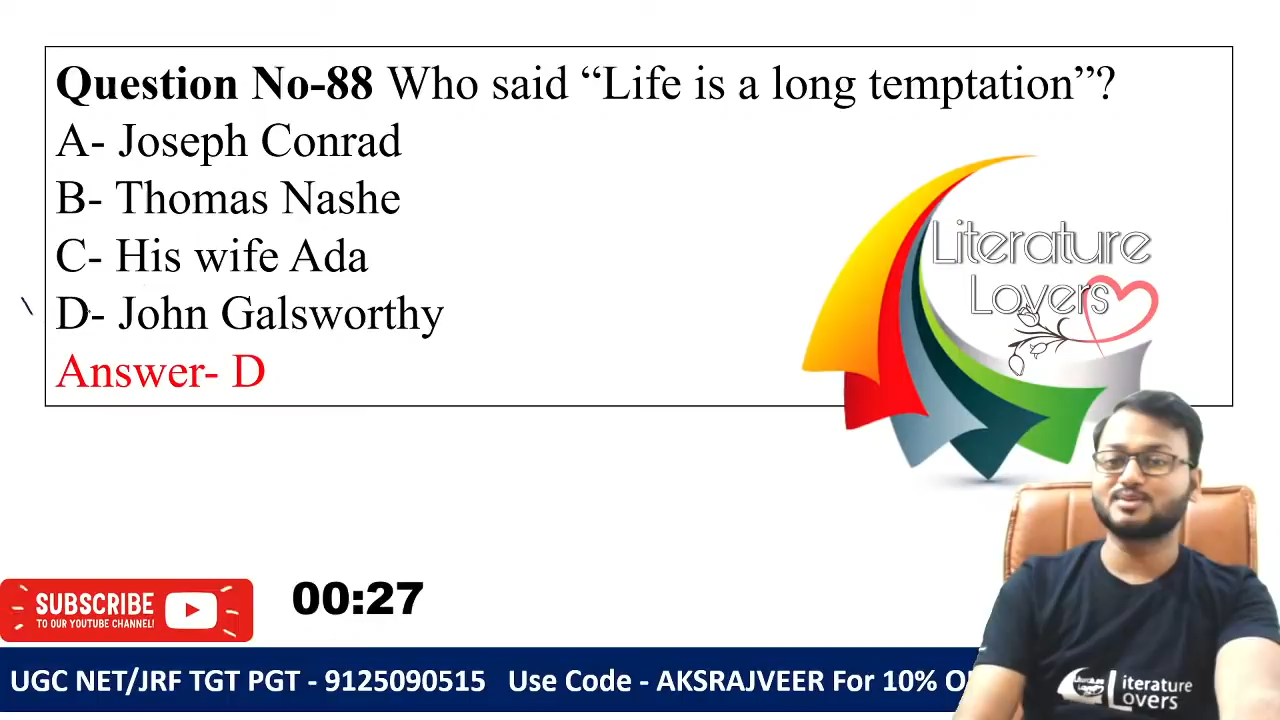 Question No-88 Who said “Life is a long temptation”?
A- Joseph Conrad
B- Thomas Nashe
C- His wife Ada
D- John Galsworthy
Answer- D
Literature
Lovers
SUBSCRIBE
TO OUR YOUTUBE CHANNEL!
00:27
UGC NET/JRF TGT PGT - 9125090515 Use Code - AKSRAJVEER For 10% O
Literature
Lovers